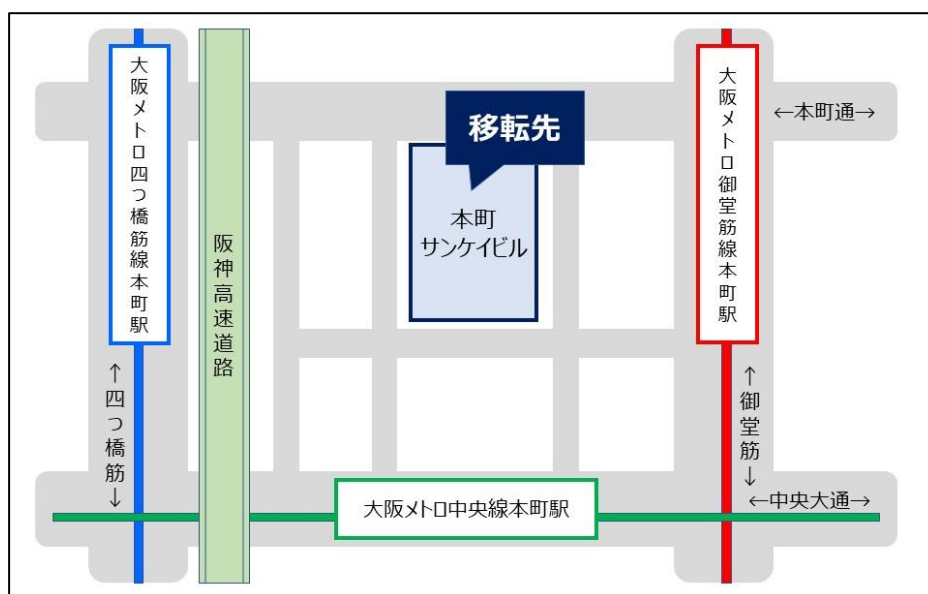 大阪メトロ四つ橋筋線本町駅
阪神高速道路
移転先
本町
サンケイビル
大阪メトロ御堂筋線本町駅
←本町通→
←四つ橋筋→
←御堂筋→
大阪メトロ中央線本町駅
←中央大通→